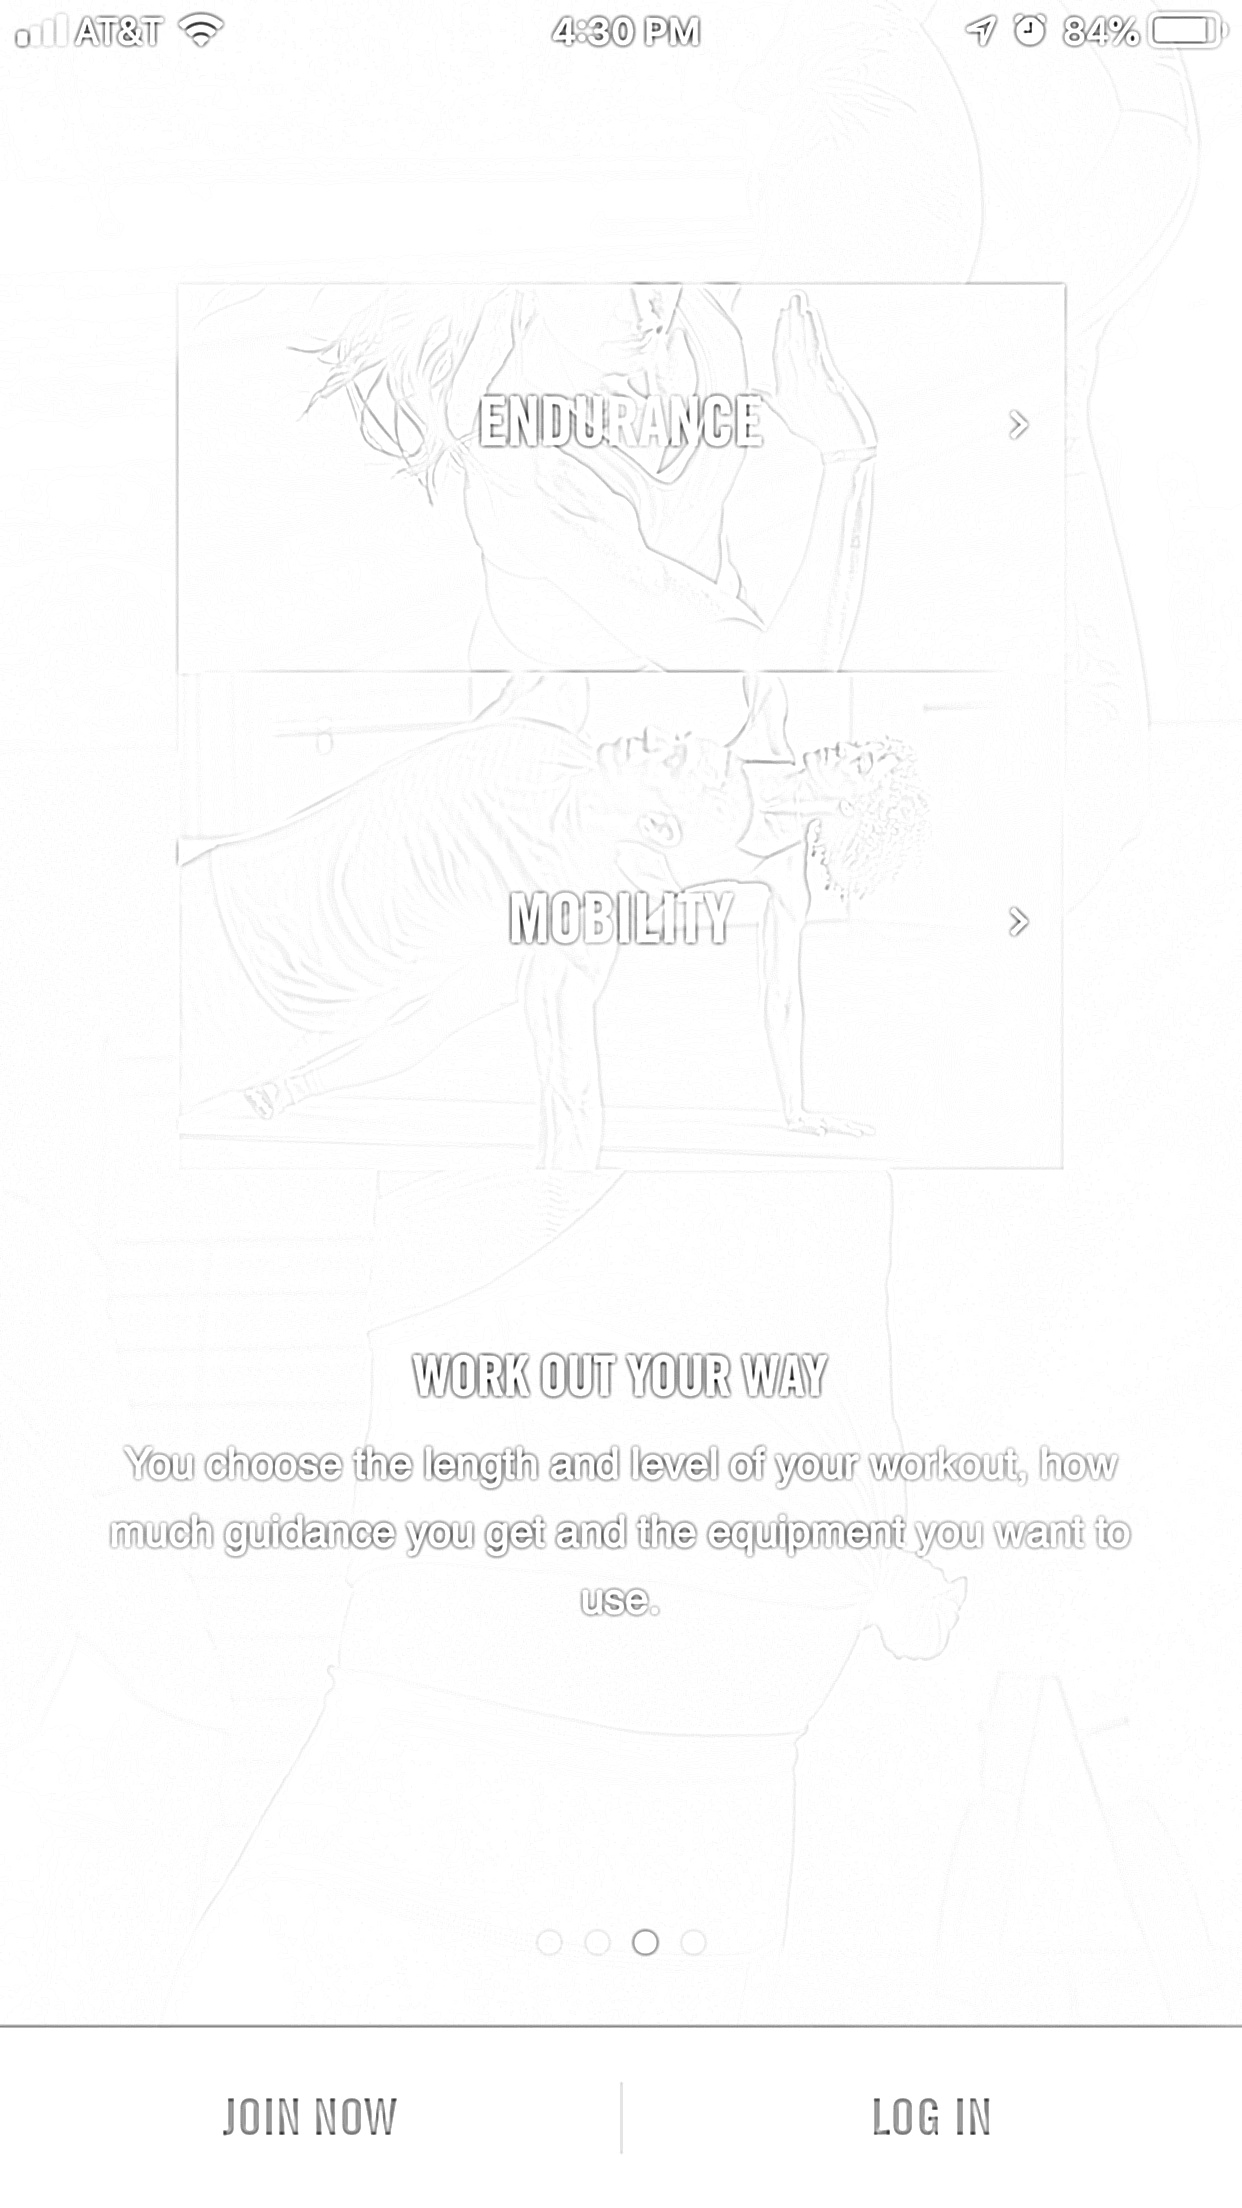 AT&T 4:30 PM 84%
ENDURANCE
MOBILITY
WORK OUT YOUR WAY
You choose the length and level of your workout, how
much guidance you get and the equipment you want to
use.
JOIN NOW LOG IN